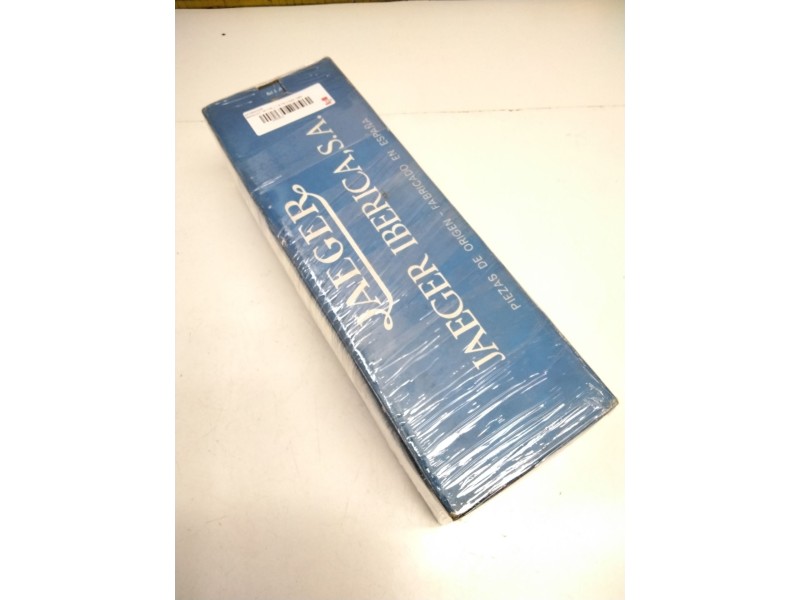 JAEGER
JAEGER IBERICA, S.A.
PIEZAS DE ORIGEN - FABRICADO EN ESPAÑA